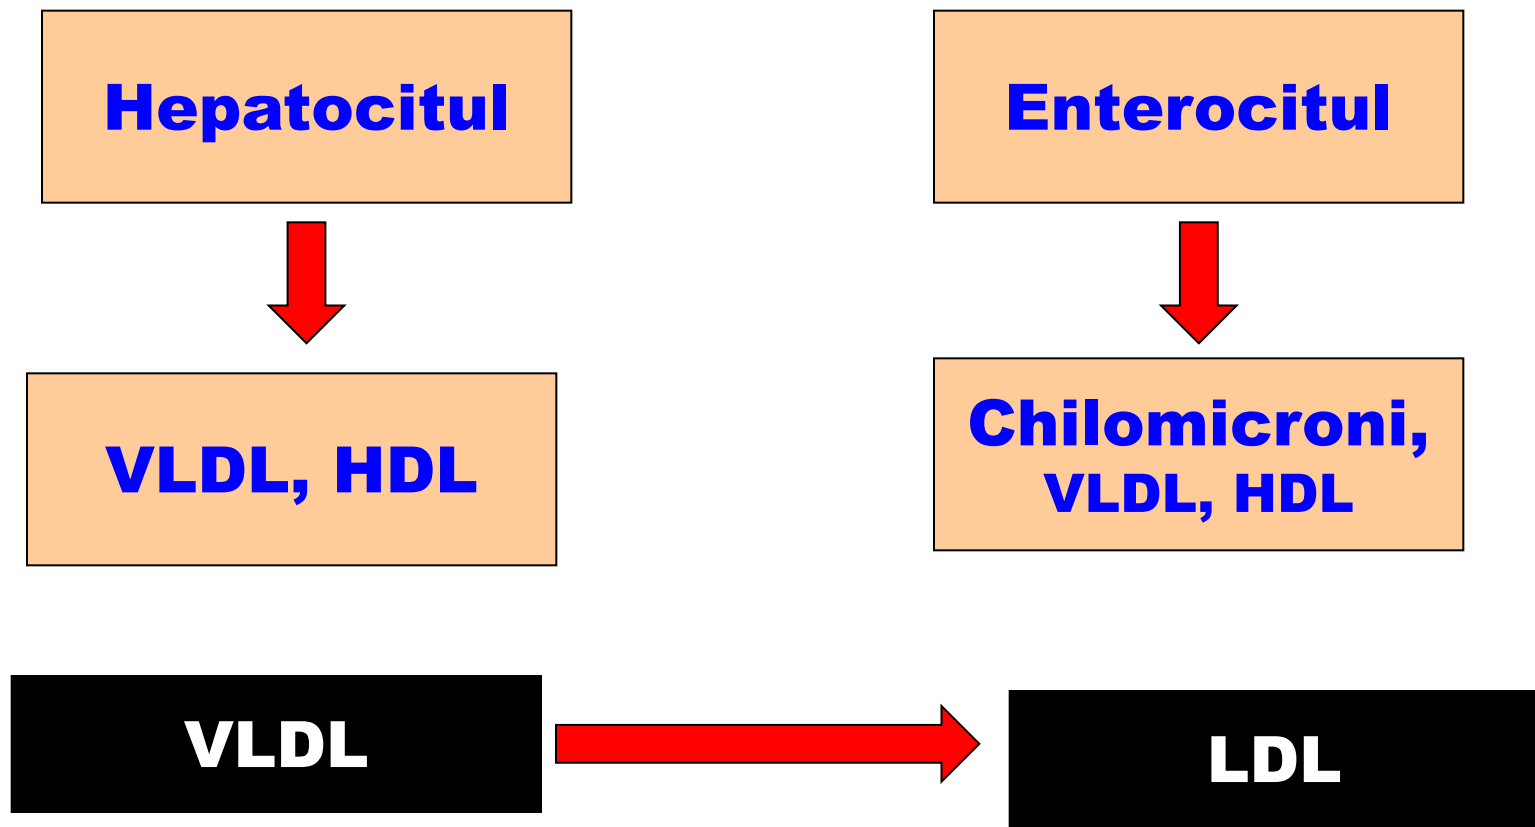 Hepatocitul
Enterocitul
VLDL, HDL
Chilomicroni,
VLDL, HDL
VLDL
LDL